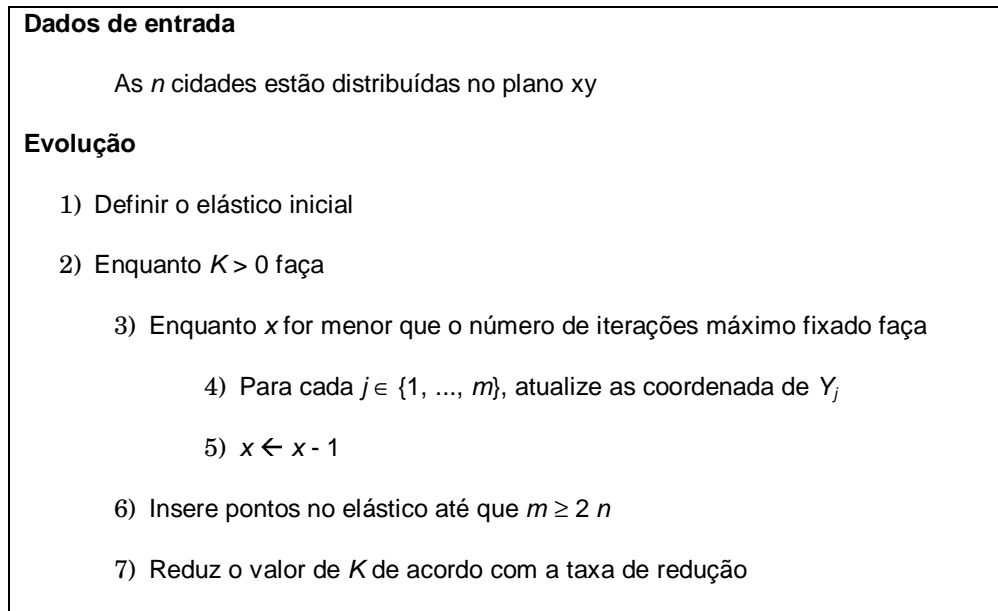 Dados de entrada
As n cidades estão distribuídas no plano xy
Evolução
1) Definir o elástico inicial
2) Enquanto K > 0 faça
3) Enquanto x for menor que o número de iterações máximo fixado faça
4) Para cada j ∈ {1, ..., m}, atualize as coordenada de Yj
5) x ← x - 1
6) Insere pontos no elástico até que m ≥ 2 n
7) Reduz o valor de K de acordo com a taxa de redução